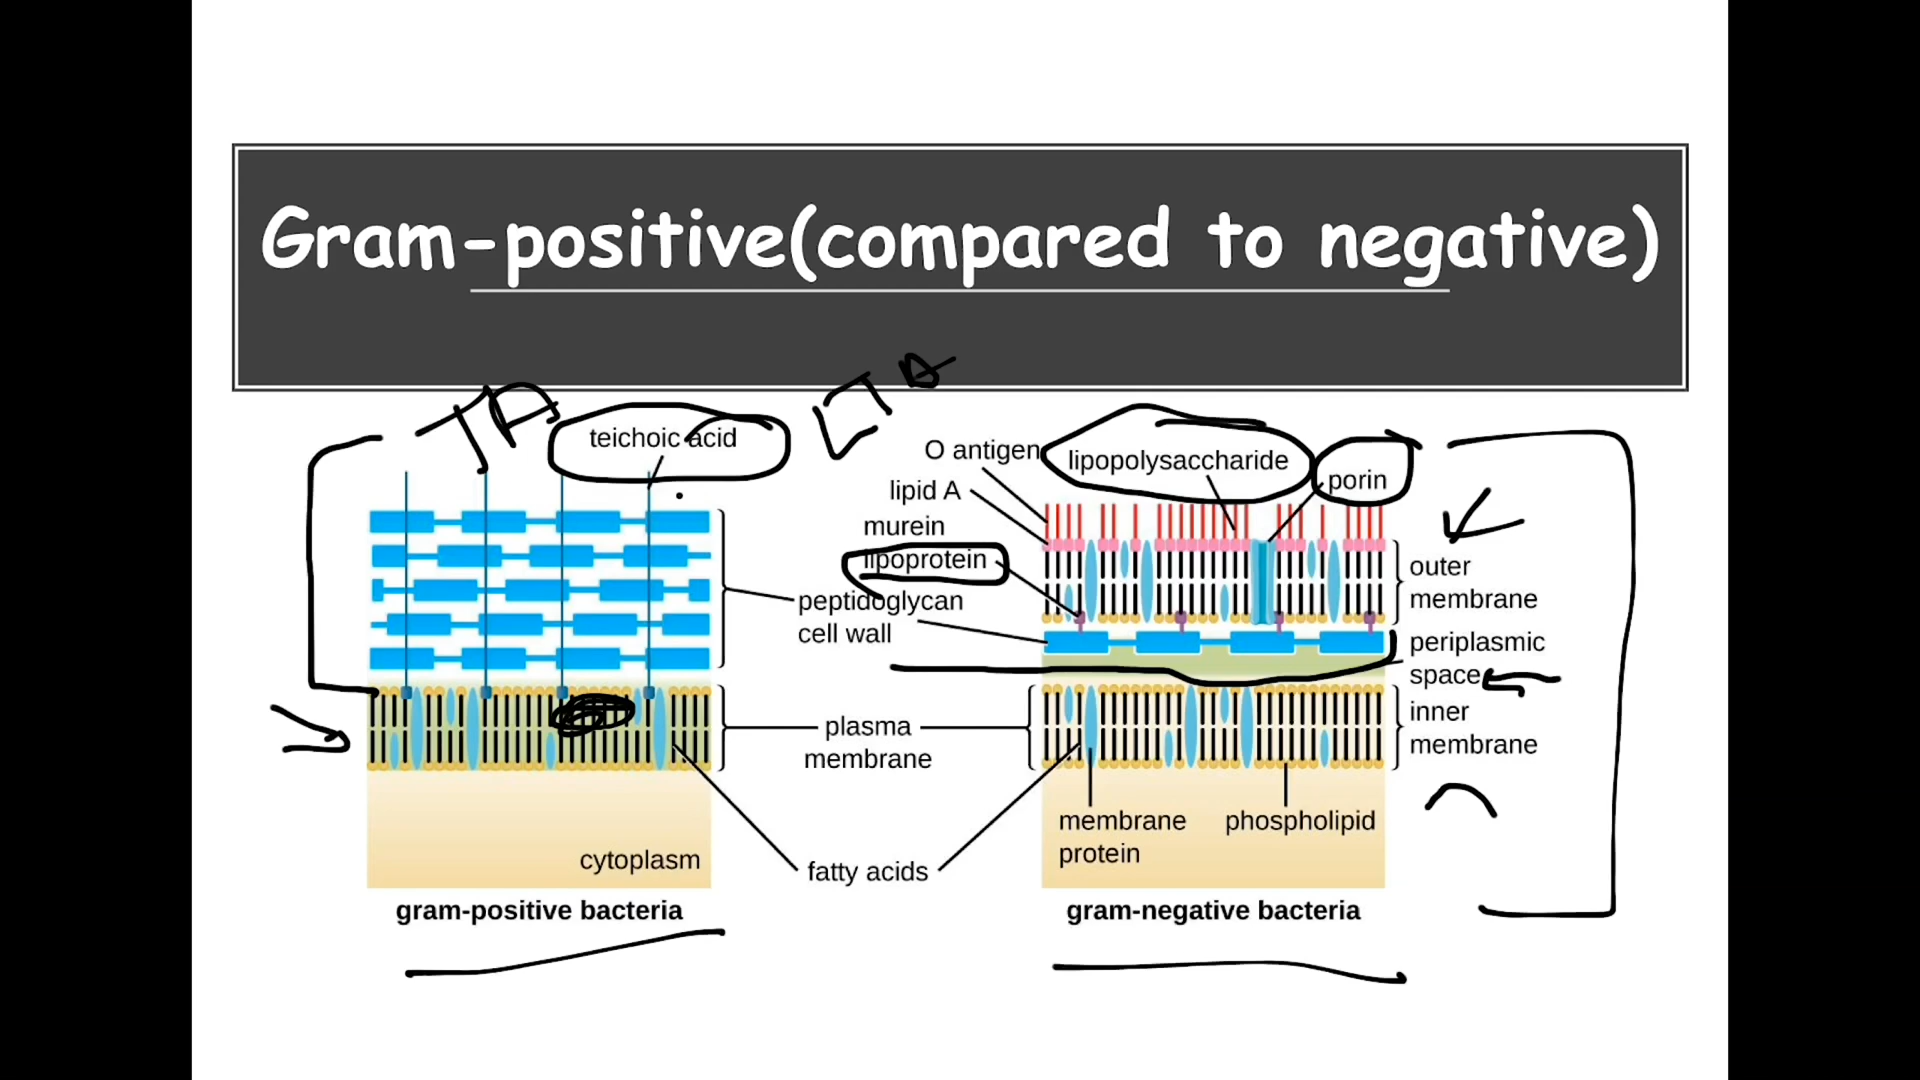 Gram-positive(compared to negative)
TA
LTA
teichoic acid
O antigen
lipopolysaccharide
porin
lipid A
murein
lipoprotein
peptidoglycan
cell wall
outer
membrane
periplasmic
space
inner
membrane
plasma
membrane
membrane
protein
phospholipid
cytoplasm
fatty acids
gram-positive bacteria
gram-negative bacteria